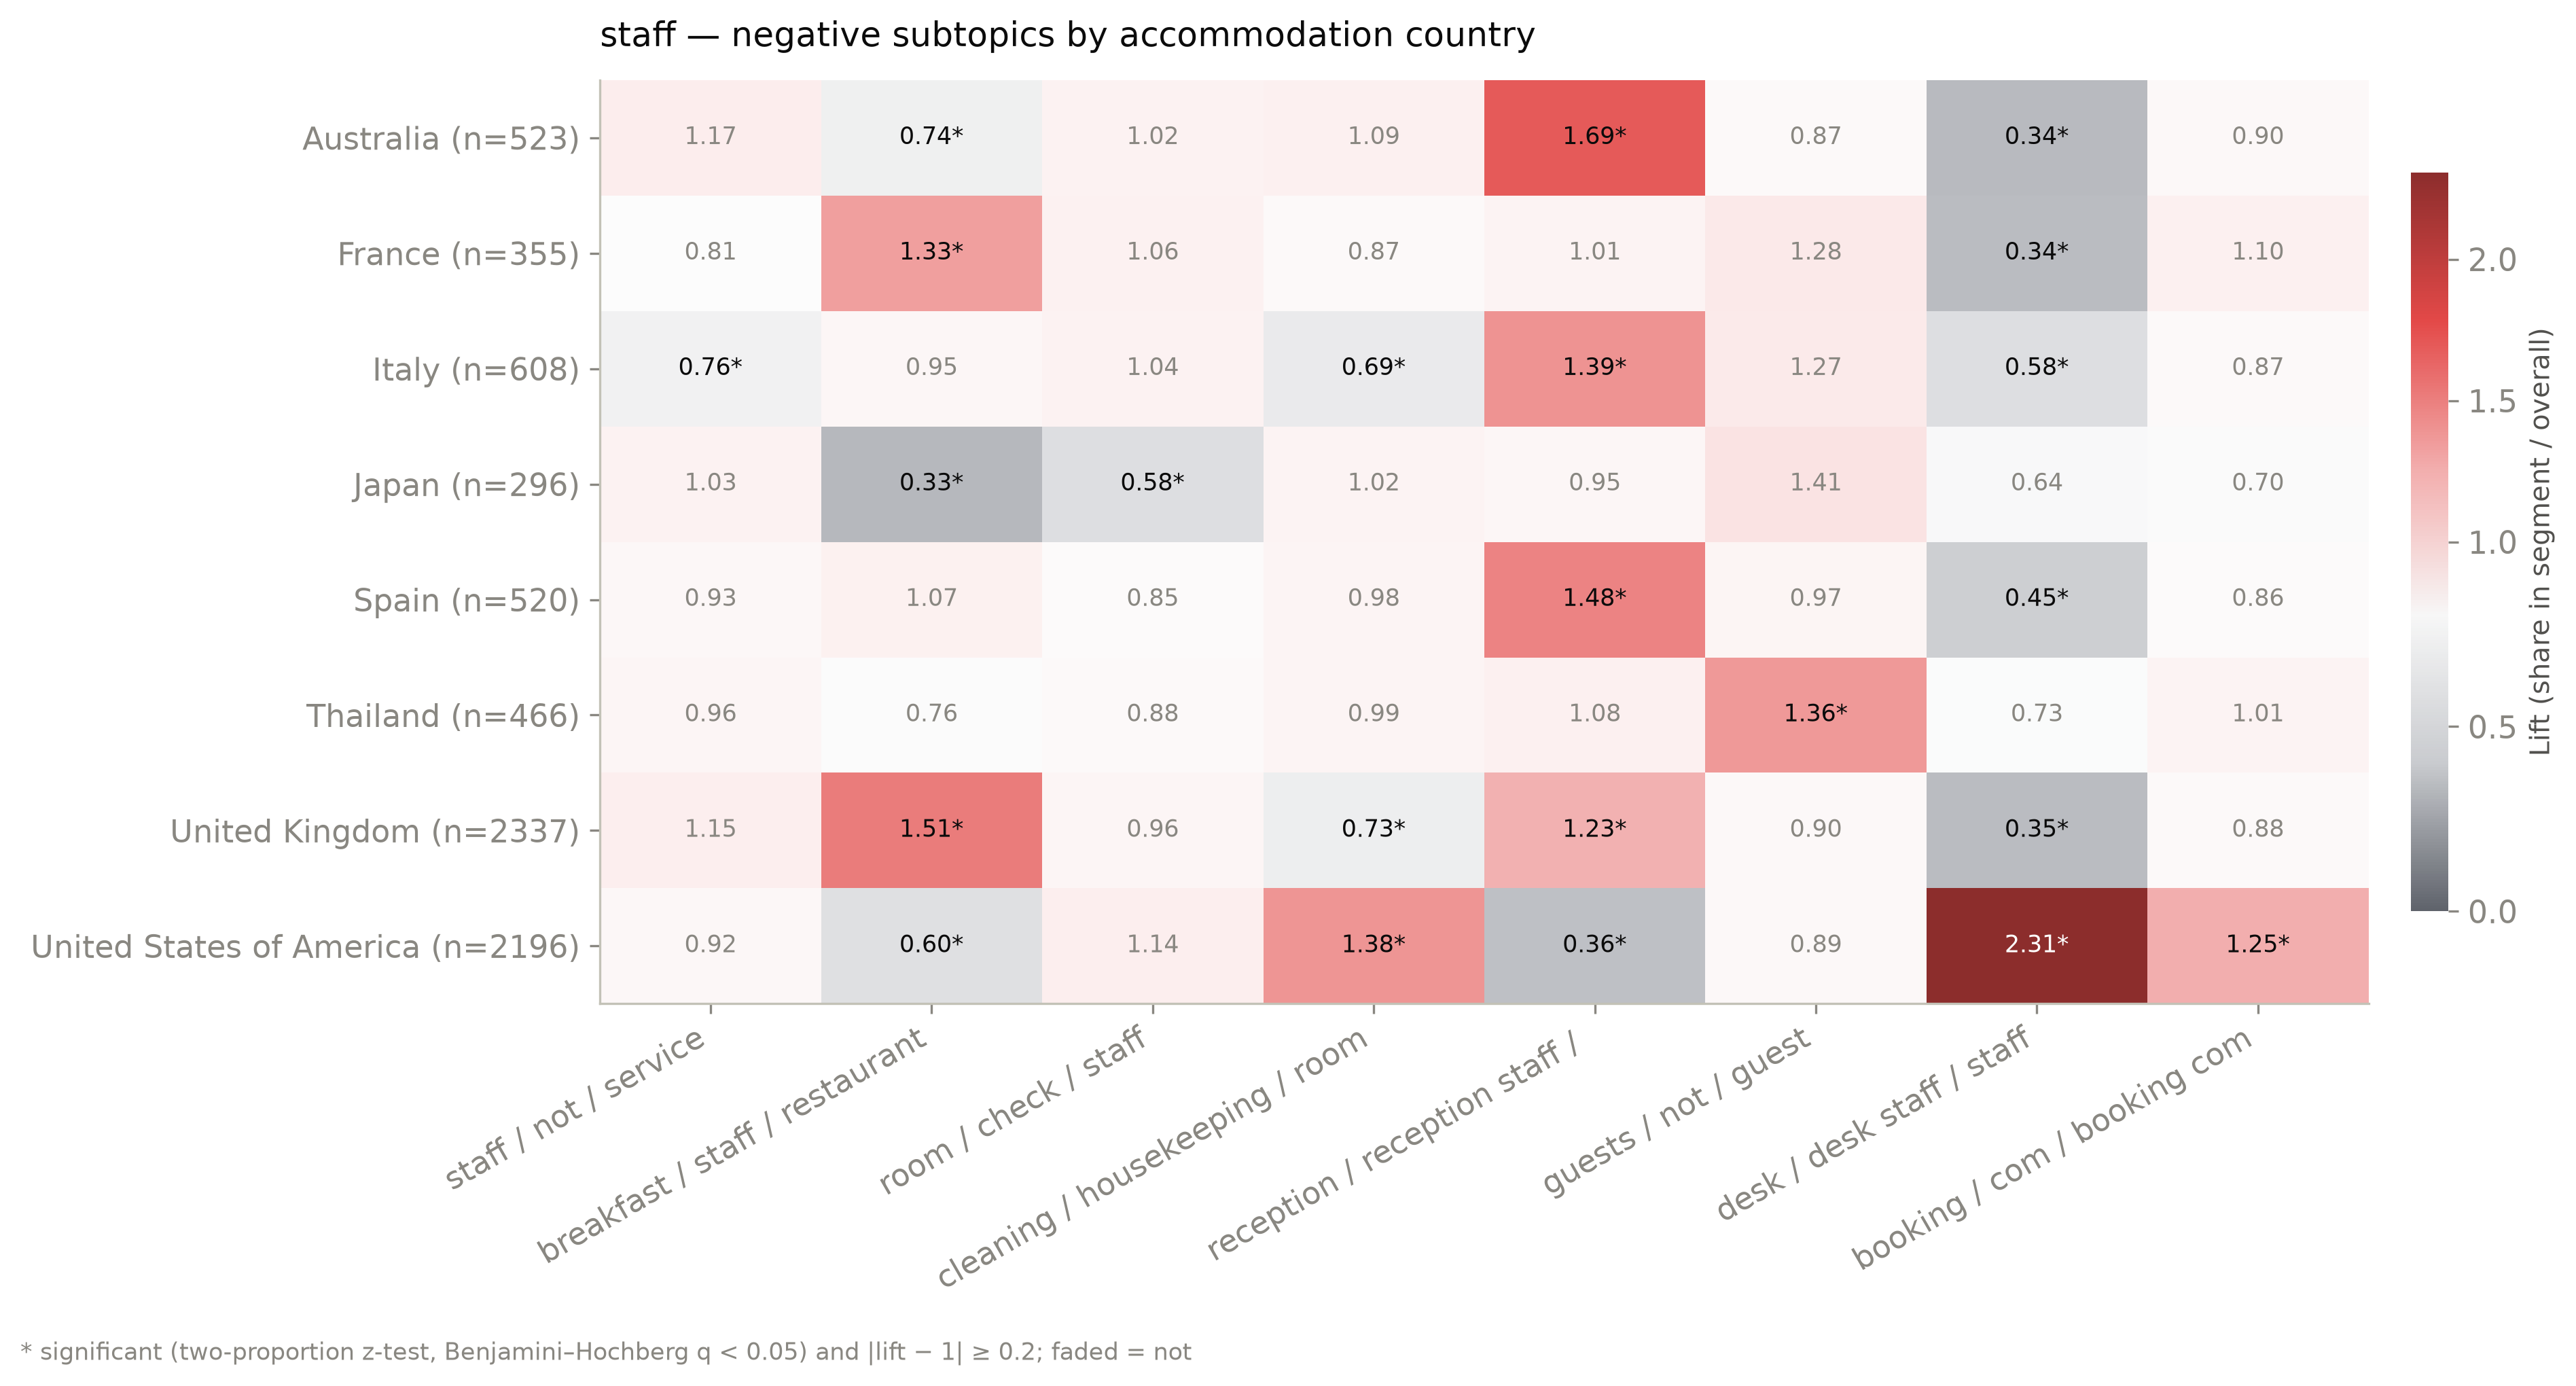 staff — negative subtopics by accommodation country
Australia (n=523) 1.17 0.74* 1.02 1.09 1.69* 0.87 0.34* 0.90
France (n=355) 0.81 1.33* 1.06 0.87 1.01 1.28 0.34* 1.10
Italy (n=608) 0.76* 0.95 1.04 0.69* 1.39* 1.27 0.58* 0.87
Japan (n=296) 1.03 0.33* 0.58* 1.02 0.95 1.41 0.64 0.70
Spain (n=520) 0.93 1.07 0.85 0.98 1.48* 0.97 0.45* 0.86
Thailand (n=466) 0.96 0.76 0.88 0.99 1.08 1.36* 0.73 1.01
United Kingdom (n=2337) 1.15 1.51* 0.96 0.73* 1.23* 0.90 0.35* 0.88
United States of America (n=2196) 0.92 0.60* 1.14 1.38* 0.36* 0.89 2.31* 1.25*
staff / not / service
breakfast / staff / restaurant
room / check / staff
cleaning / housekeeping / room
reception / reception staff /
guests / not / guest
desk / desk staff / staff
booking / com / booking com
2.0
1.5
1.0
0.5
0.0
Lift (share in segment / overall)
* significant (two-proportion z-test, Benjamini–Hochberg q < 0.05) and |lift − 1| ≥ 0.2; faded = not